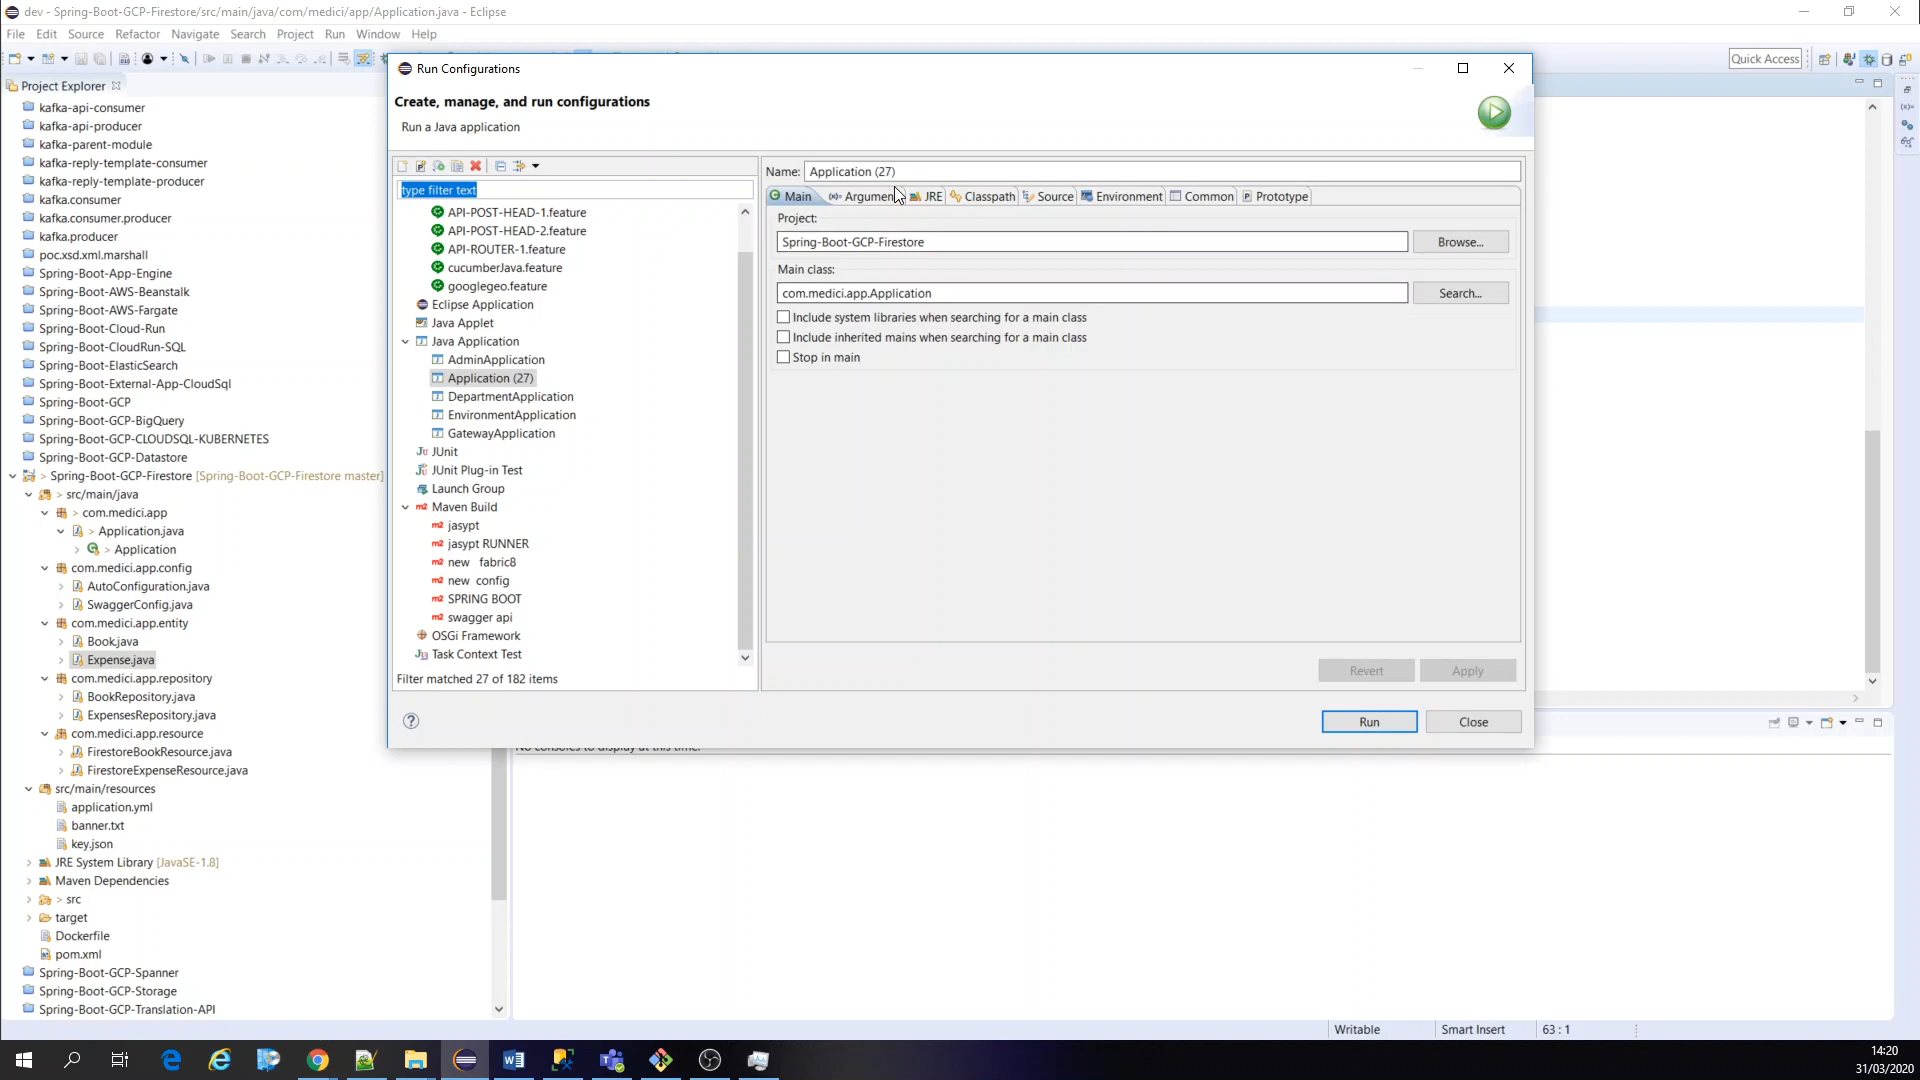 dev - Spring-Boot-GCP-Firestore/src/main/java/com/medici/app/Application.java - Eclipse
File Edit Source Refactor Navigate Search Project Run Window Help
Quick Access
Project Explorer
kafka-api-consumer
kafka-api-producer
kafka-parent-module
kafka-reply-template-consumer
kafka-reply-template-producer
kafka.consumer
kafka.consumer.producer
kafka.producer
poc.xsd.xml.marshall
Spring-Boot-App-Engine
Spring-Boot-AWS-Beanstalk
Spring-Boot-AWS-Fargate
Spring-Boot-Cloud-Run
Spring-Boot-CloudRun-SQL
Spring-Boot-ElasticSearch
Spring-Boot-External-App-CloudSql
Spring-Boot-GCP
Spring-Boot-GCP-BigQuery
Spring-Boot-GCP-CLOUDSQL-KUBERNETES
Spring-Boot-GCP-Datastore
> Spring-Boot-GCP-Firestore [Spring-Boot-GCP-Firestore master]
> src/main/java
> com.medici.app
> Application.java
> Application
com.medici.app.config
AutoConfiguration.java
SwaggerConfig.java
com.medici.app.entity
Book.java
Expense.java
com.medici.app.repository
BookRepository.java
ExpensesRepository.java
com.medici.app.resource
FirestoreBookResource.java
FirestoreExpenseResource.java
src/main/resources
application.yml
banner.txt
key.json
JRE System Library [JavaSE-1.8]
Maven Dependencies
> src
target
Dockerfile
pom.xml
Spring-Boot-GCP-Spanner
Spring-Boot-GCP-Storage
Spring-Boot-GCP-Translation-API
Run Configurations
Create, manage, and run configurations
Run a Java application
type filter text
API-POST-HEAD-1.feature
API-POST-HEAD-2.feature
API-ROUTER-1.feature
cucumberJava.feature
googlegeo.feature
Eclipse Application
Java Applet
Java Application
AdminApplication
Application (27)
DepartmentApplication
EnvironmentApplication
GatewayApplication
JUnit
JUnit Plug-in Test
Launch Group
Maven Build
jasypt
jasypt RUNNER
new fabric8
new config
SPRING BOOT
swagger api
OSGi Framework
Task Context Test
Filter matched 27 of 182 items
Name: Application (27)
Main Argumen JRE Classpath Source Environment Common Prototype
Project:
Spring-Boot-GCP-Firestore Browse...
Main class:
com.medici.app.Application Search...
Include system libraries when searching for a main class
Include inherited mains when searching for a main class
Stop in main
Revert Apply
Run Close
No consoles to display at this time.
Writable Smart Insert 63 : 1
14:20
31/03/2020